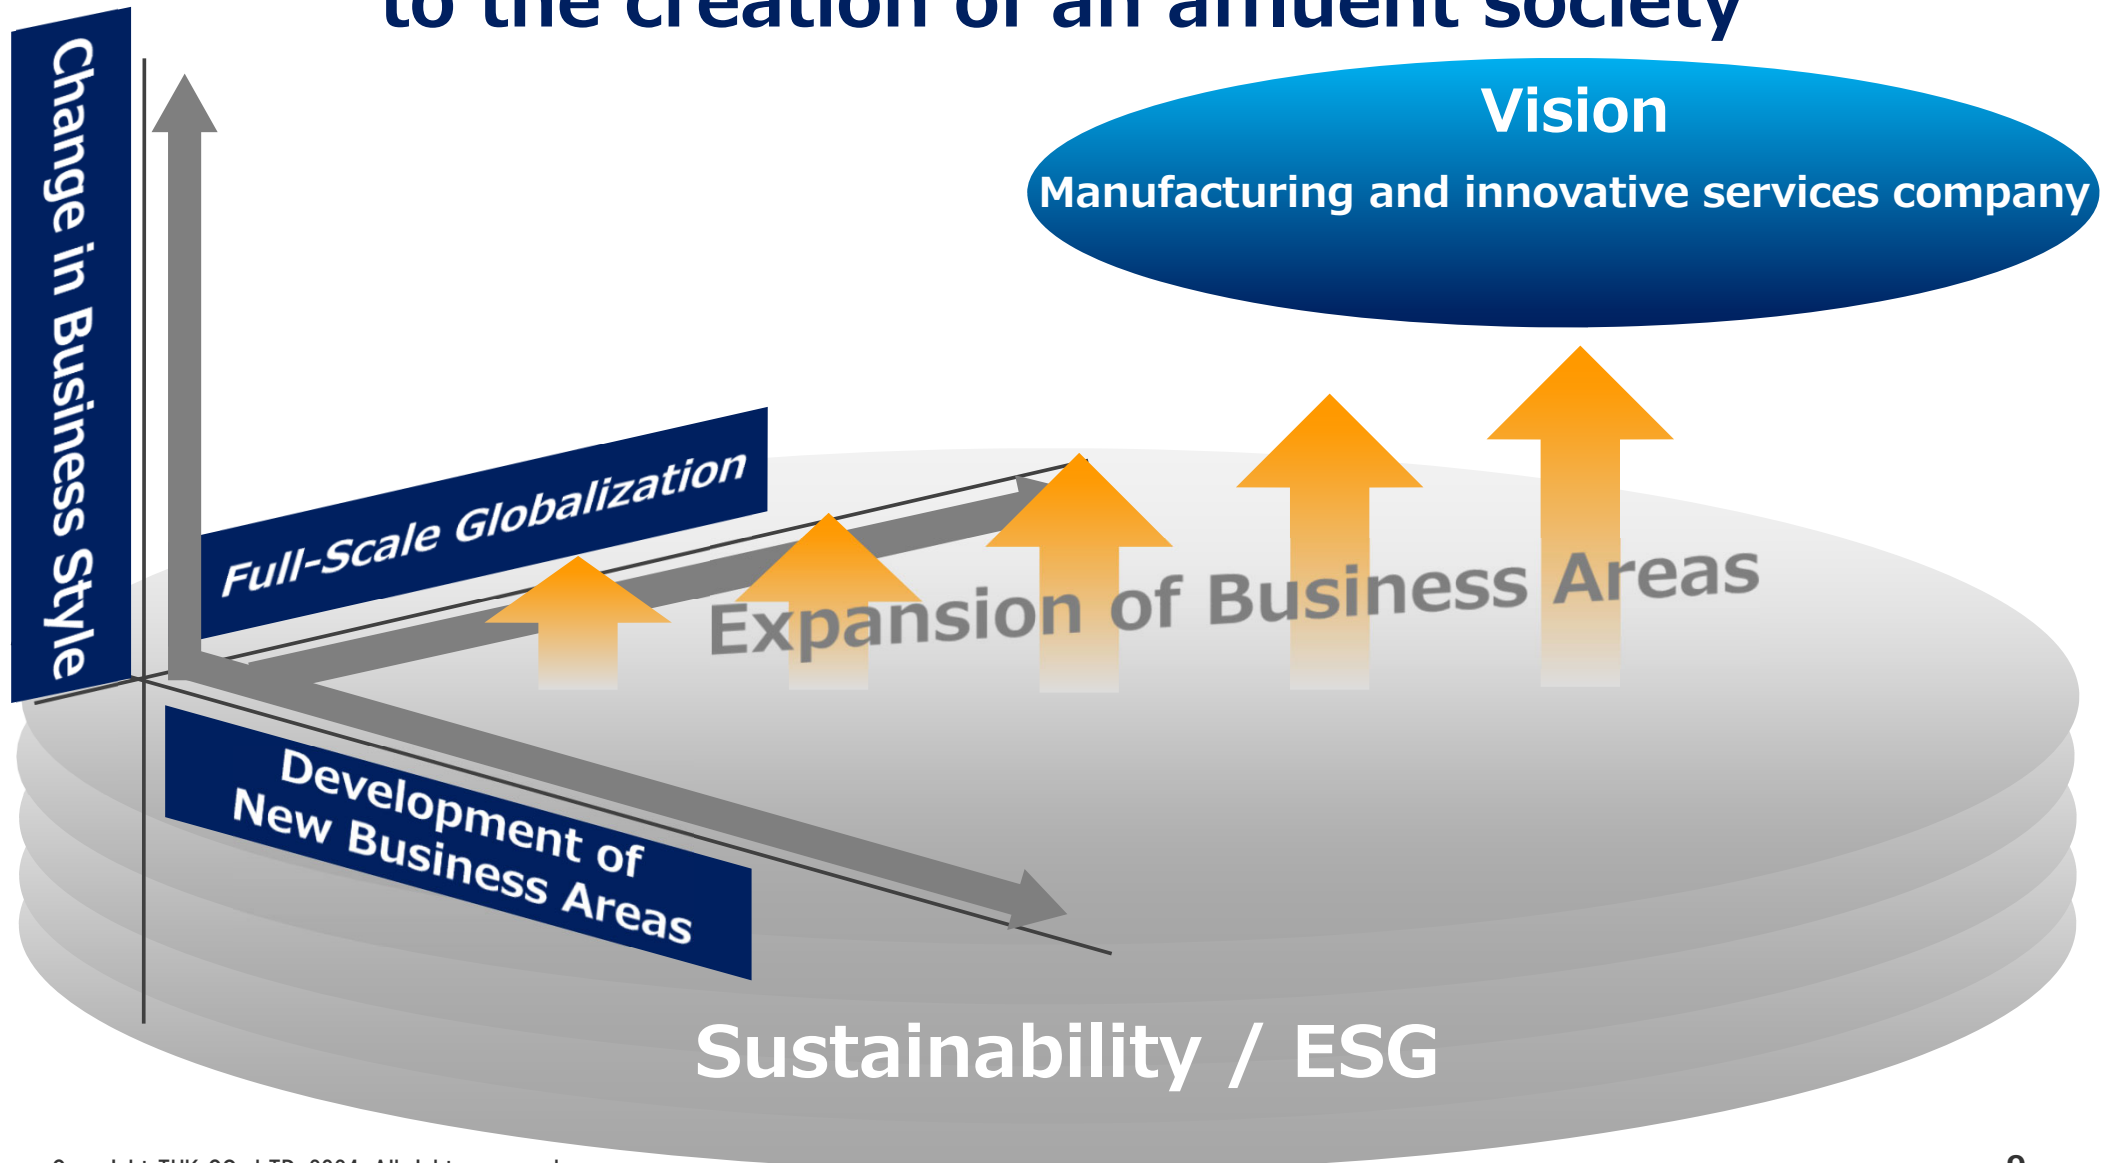 to the creation of an affluent society
Vision
Manufacturing and innovative services company
Change in Business Style
Full-Scale Globalization
Expansion of Business Areas
Development of
New Business Areas
Sustainability / ESG